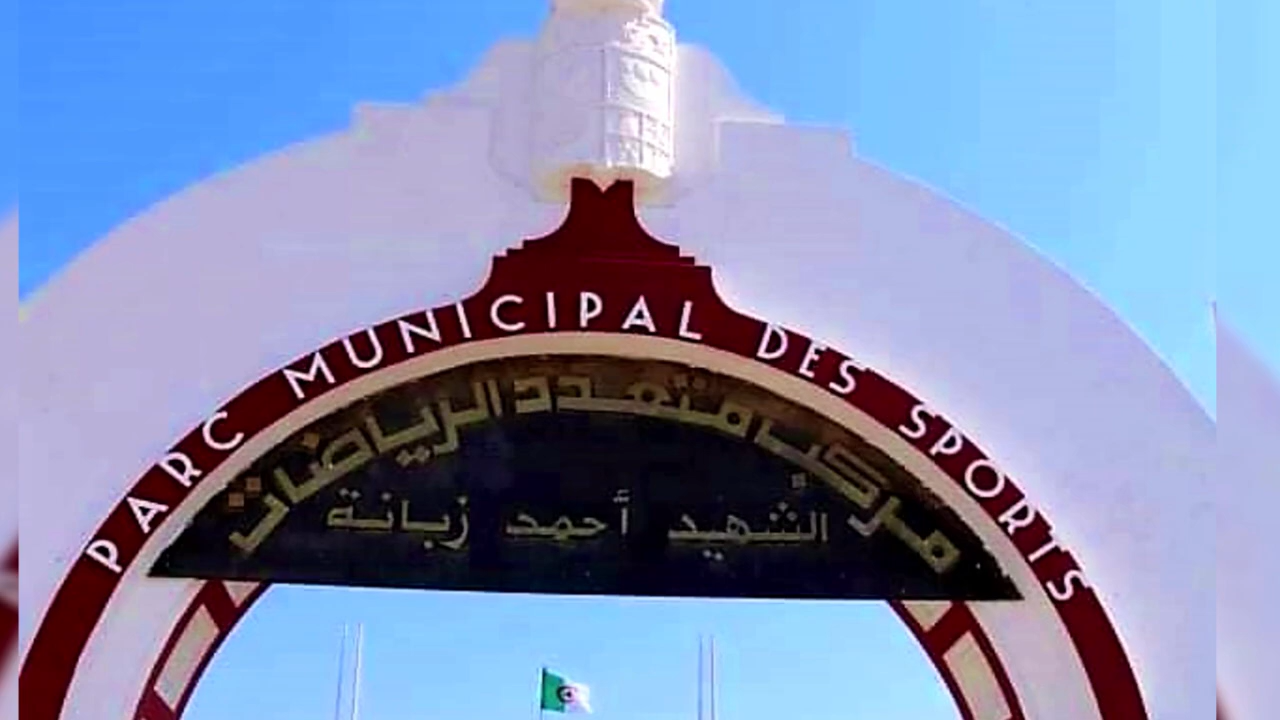 PARC MUNICIPAL DES SPORTS
مركب متعدد الرياضات
الشهيد أحمد زبانة